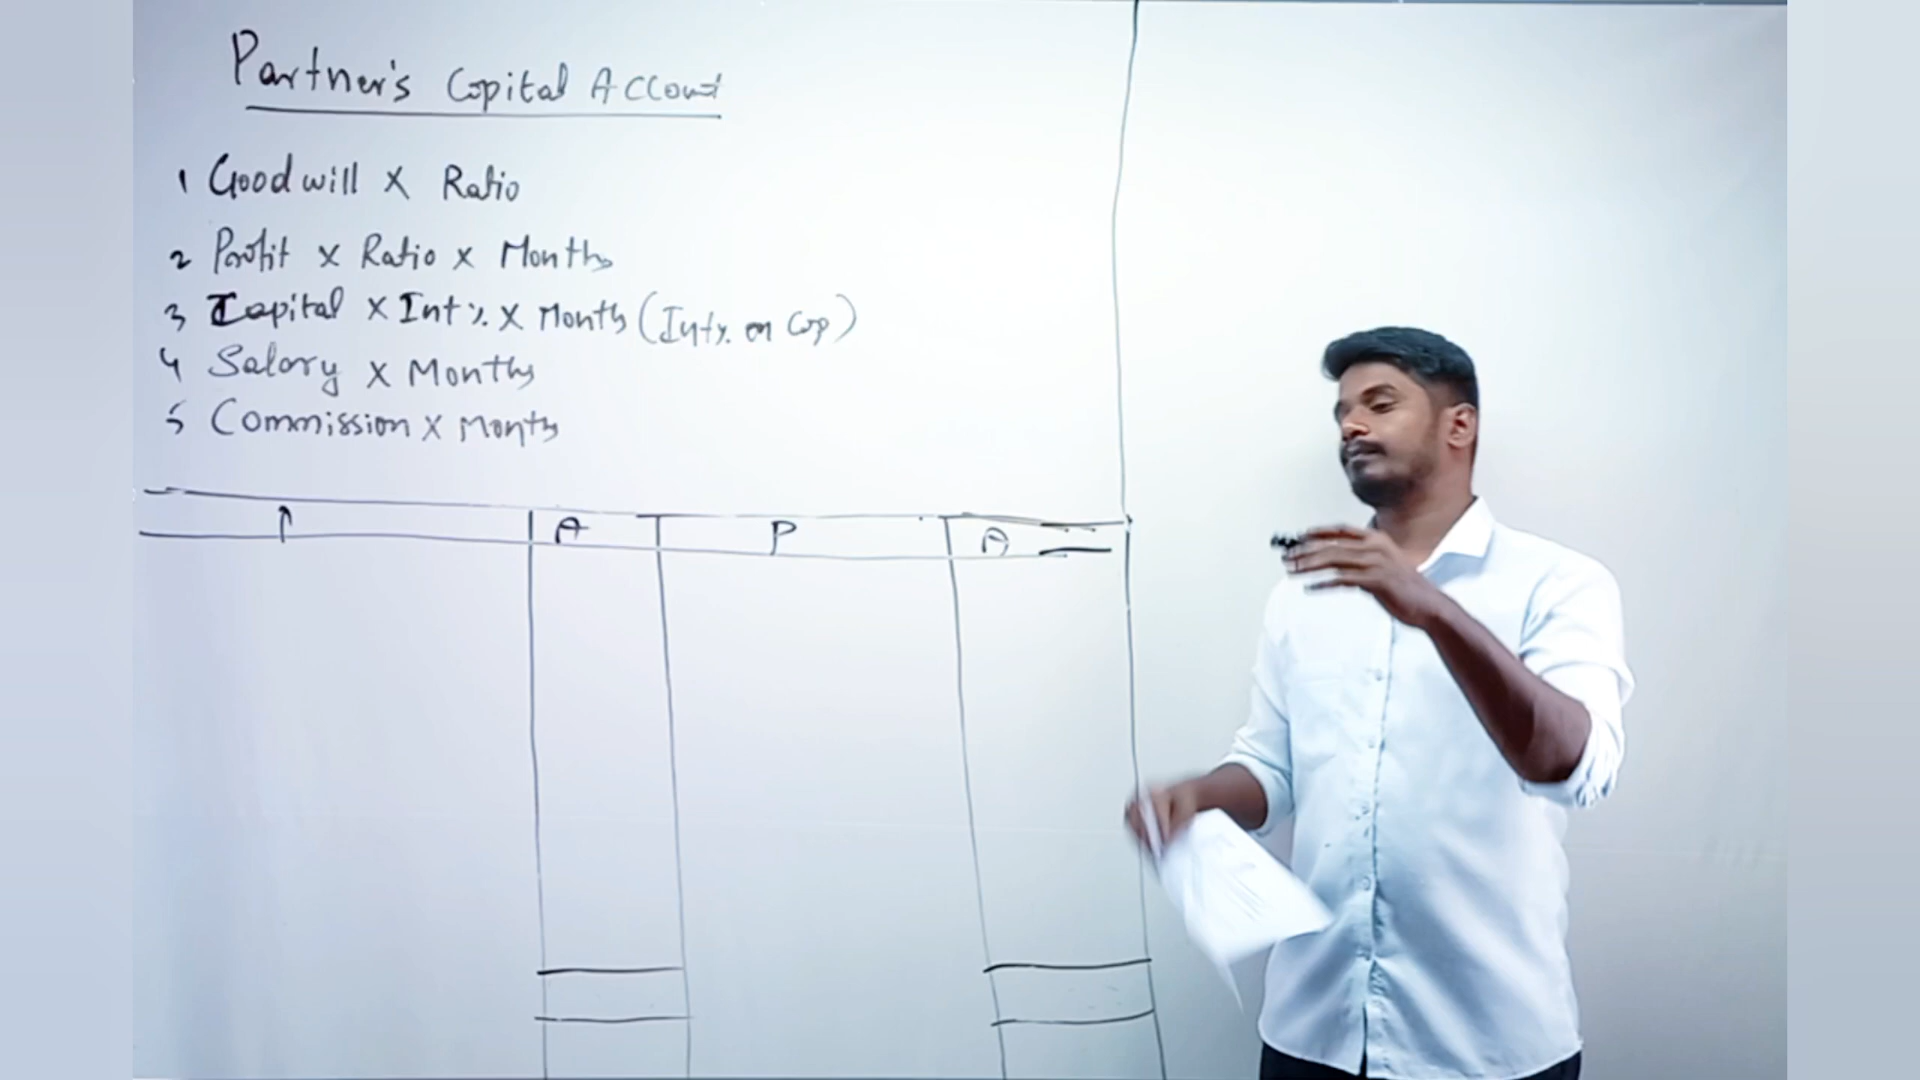 Partner's Capital Account
1 Goodwill X Ratio
2 Profit x Ratio x Months
3 Capital X Int % X Month (Int % on Cap)
4 Salary X Months
5 Commission X Months
P A P A